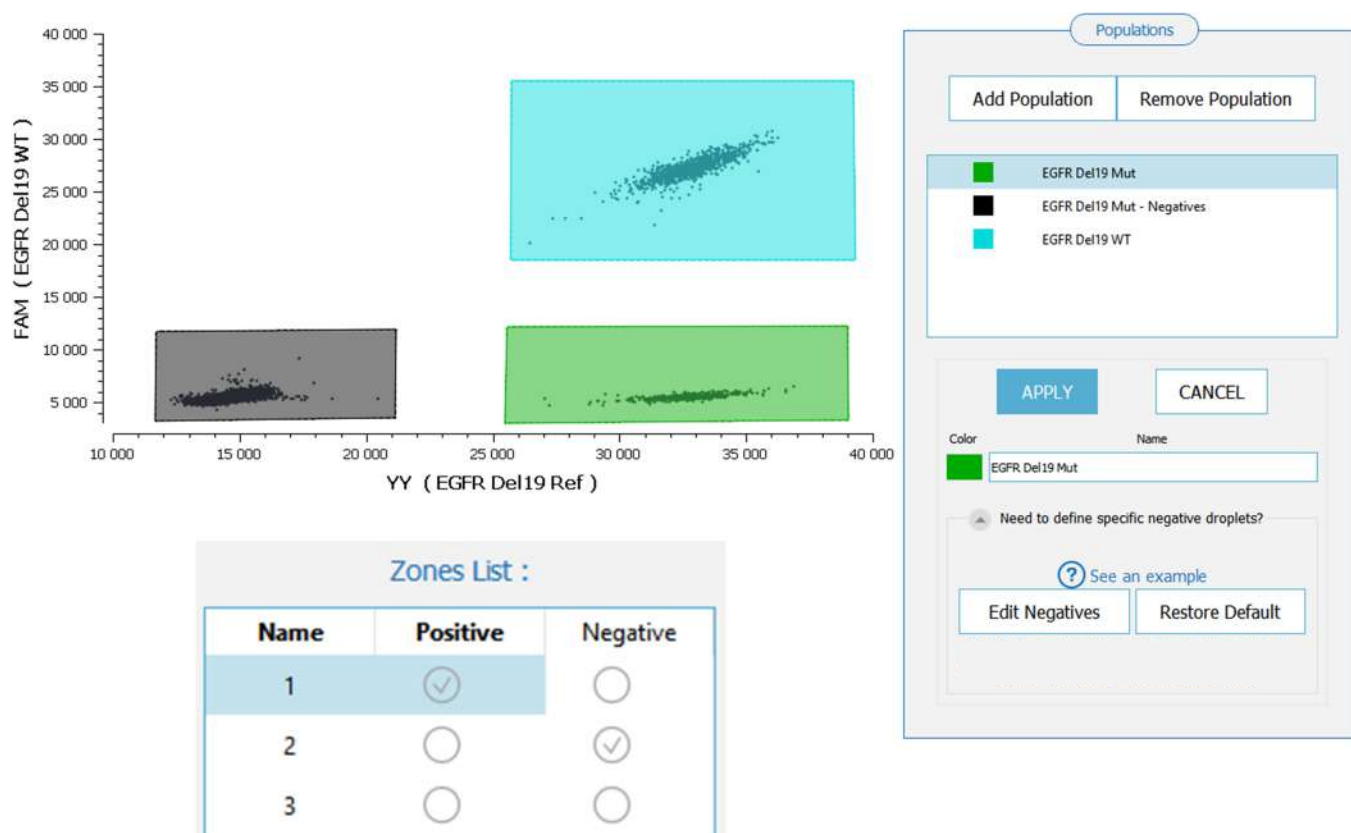 40 000
35 000
30 000
25 000
20 000
15 000
10 000
5 000
FAM ( EGFR Del19 WT )
10 000 15 000 20 000 25 000 30 000 35 000 40 000
YY ( EGFR Del19 Ref )
Populations
Add Population Remove Population
EGFR Del19 Mut
EGFR Del19 Mut - Negatives
EGFR Del19 WT
APPLY CANCEL
Color Name
EGFR Del19 Mut
Need to define specific negative droplets?
? See an example
Edit Negatives Restore Default
Zones List :
Name Positive Negative
1
2
3